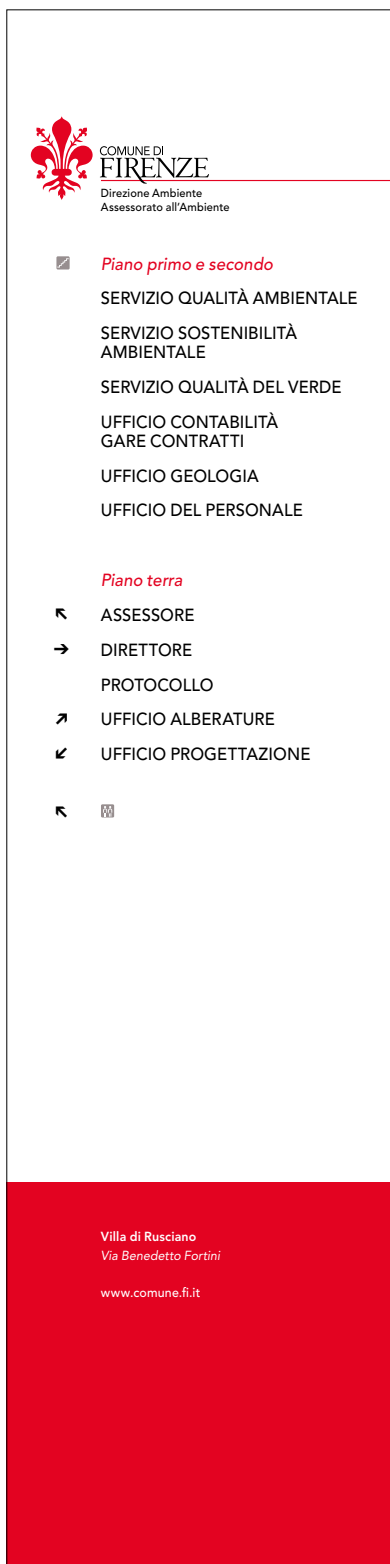 COMUNE DI
FIRENZE
Direzione Ambiente
Assessorato all'Ambiente
Piano primo e secondo
SERVIZIO QUALITÀ AMBIENTALE
SERVIZIO SOSTENIBILITÀ
AMBIENTALE
SERVIZIO QUALITÀ DEL VERDE
UFFICIO CONTABILITÀ
GARE CONTRATTI
UFFICIO GEOLOGIA
UFFICIO DEL PERSONALE
Piano terra
ASSESSORE
DIRETTORE
PROTOCOLLO
UFFICIO ALBERATURE
UFFICIO PROGETTAZIONE
Villa di Rusciano
Via Benedetto Fortini
www.comune.fi.it